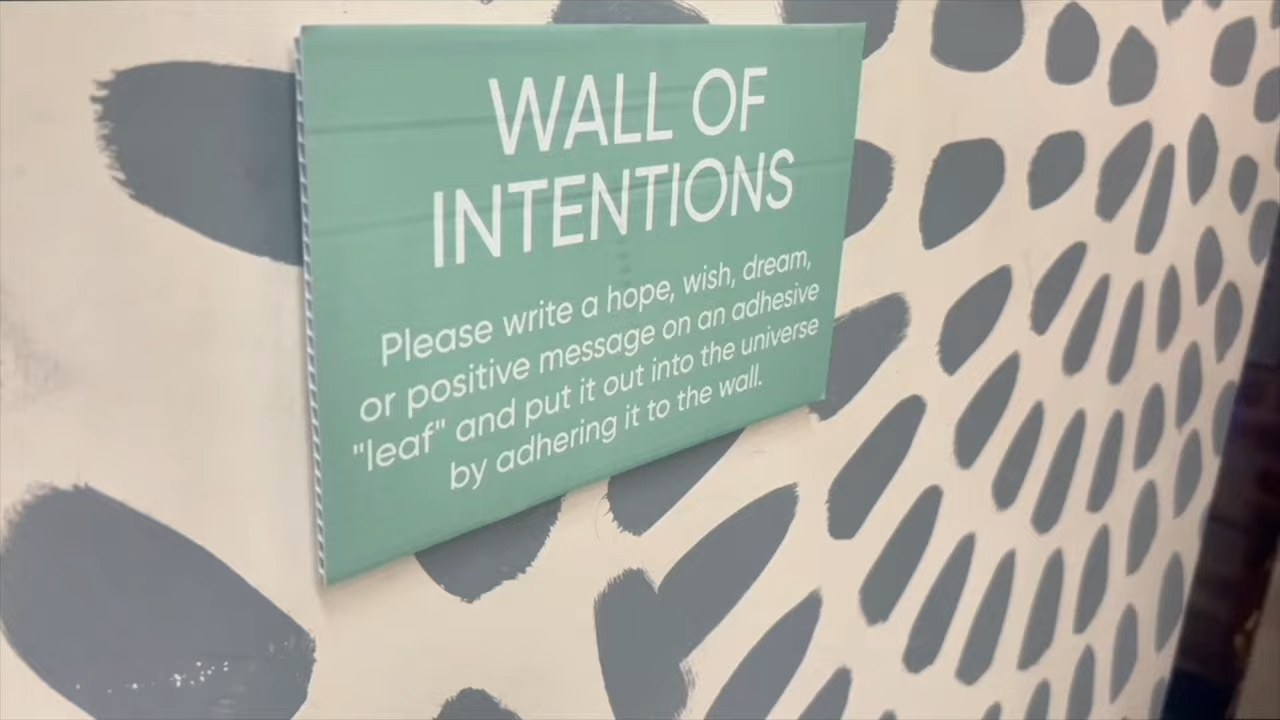 WALL OF
INTENTIONS
Please write a hope, wish, dream,
or positive message on an adhesive
"leaf" and put it out into the universe
by adhering it to the wall.